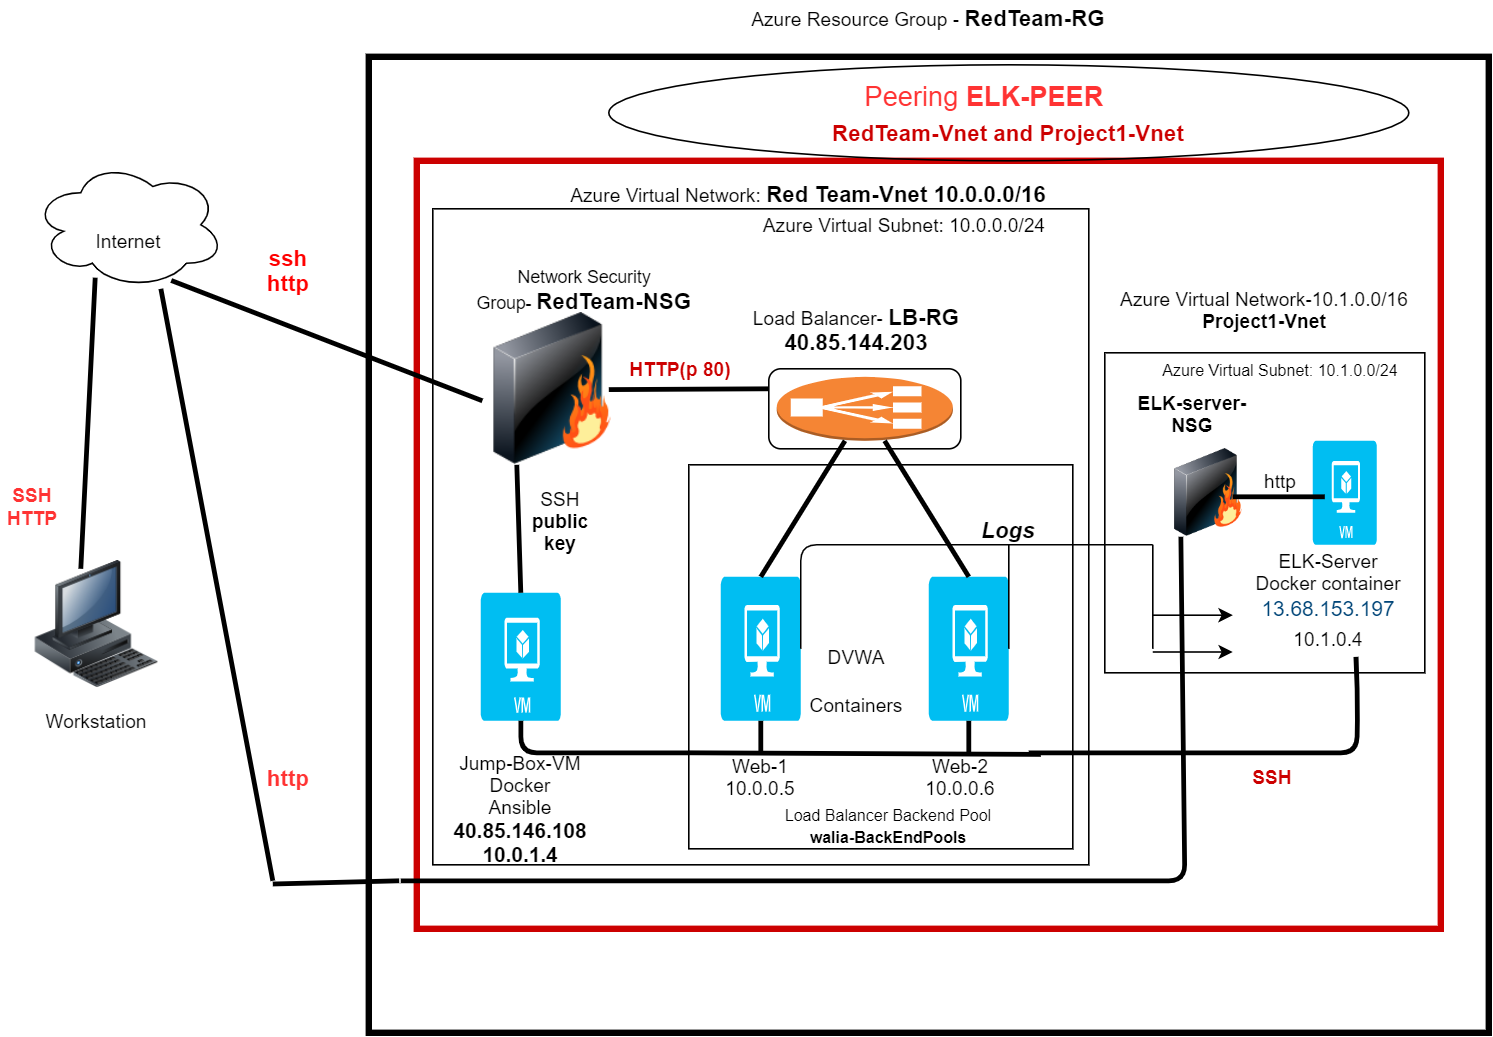 Azure Resource Group - RedTeam-RG
Peering ELK-PEER
RedTeam-Vnet and Project1-Vnet
Azure Virtual Network: Red Team-Vnet 10.0.0.0/16
Azure Virtual Subnet: 10.0.0.0/24
Internet
ssh
http
Network Security
Group- RedTeam-NSG
Load Balancer- LB-RG
40.85.144.203
HTTP(p 80)
Azure Virtual Network-10.1.0.0/16
Project1-Vnet
Azure Virtual Subnet: 10.1.0.0/24
ELK-server-
NSG
http
VM
ELK-Server
Docker container
13.68.153.197
10.1.0.4
SSH
HTTP
SSH
public
key
Logs
VM
VM
VM
DVWA
Containers
Workstation
Jump-Box-VM
Docker
Ansible
40.85.146.108
10.0.1.4
Web-1
10.0.0.5
Web-2
10.0.0.6
Load Balancer Backend Pool
walia-BackEndPools
SSH
http